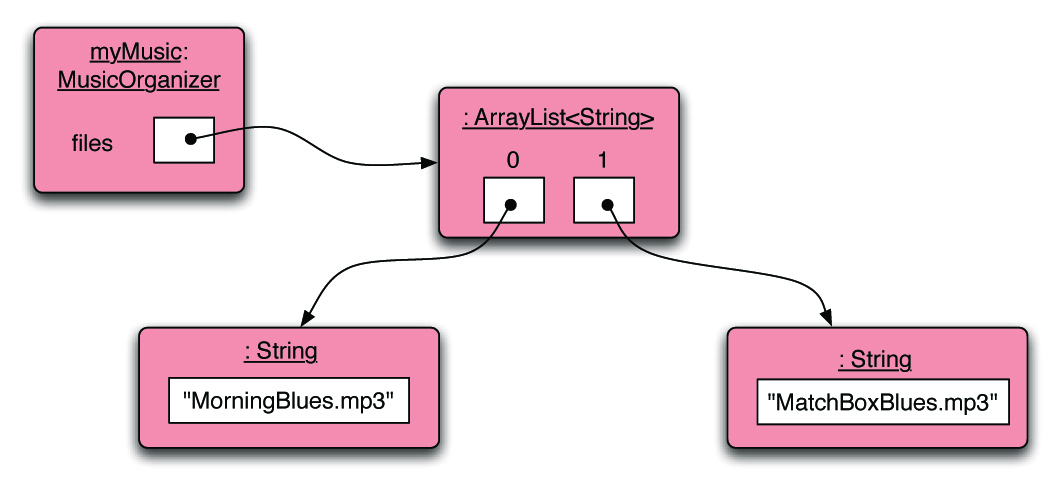 myMusic:
MusicOrganizer
files
: ArrayList<String>
0 1
: String
"MorningBlues.mp3"
: String
"MatchBoxBlues.mp3"